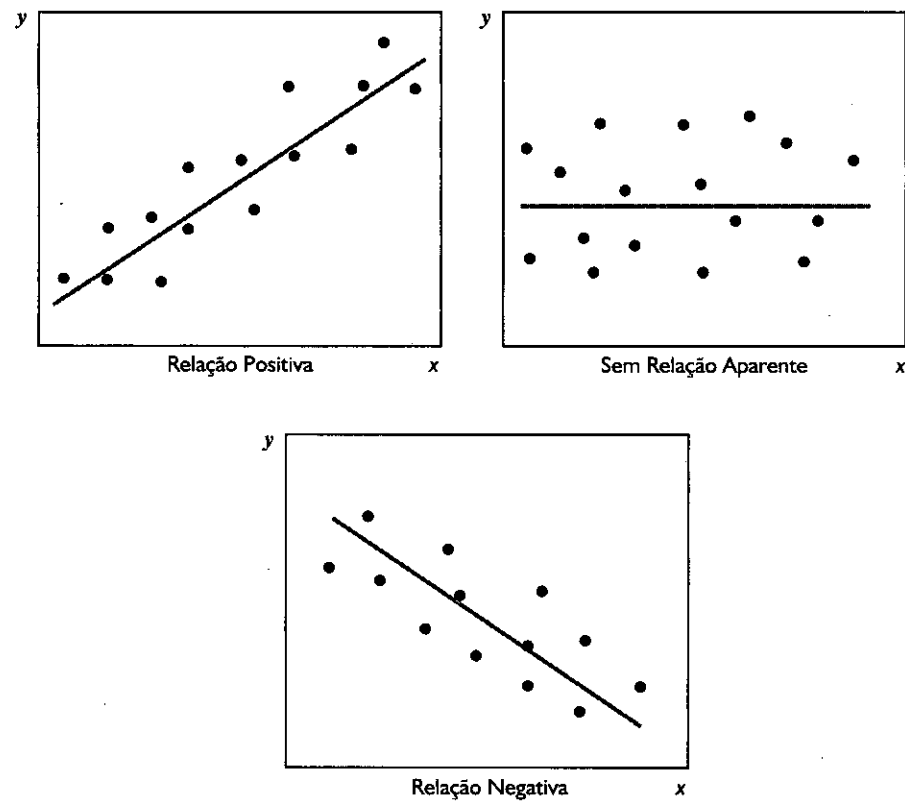 y
y
Relação Positiva x
Sem Relação Aparente x
y
Relação Negativa x